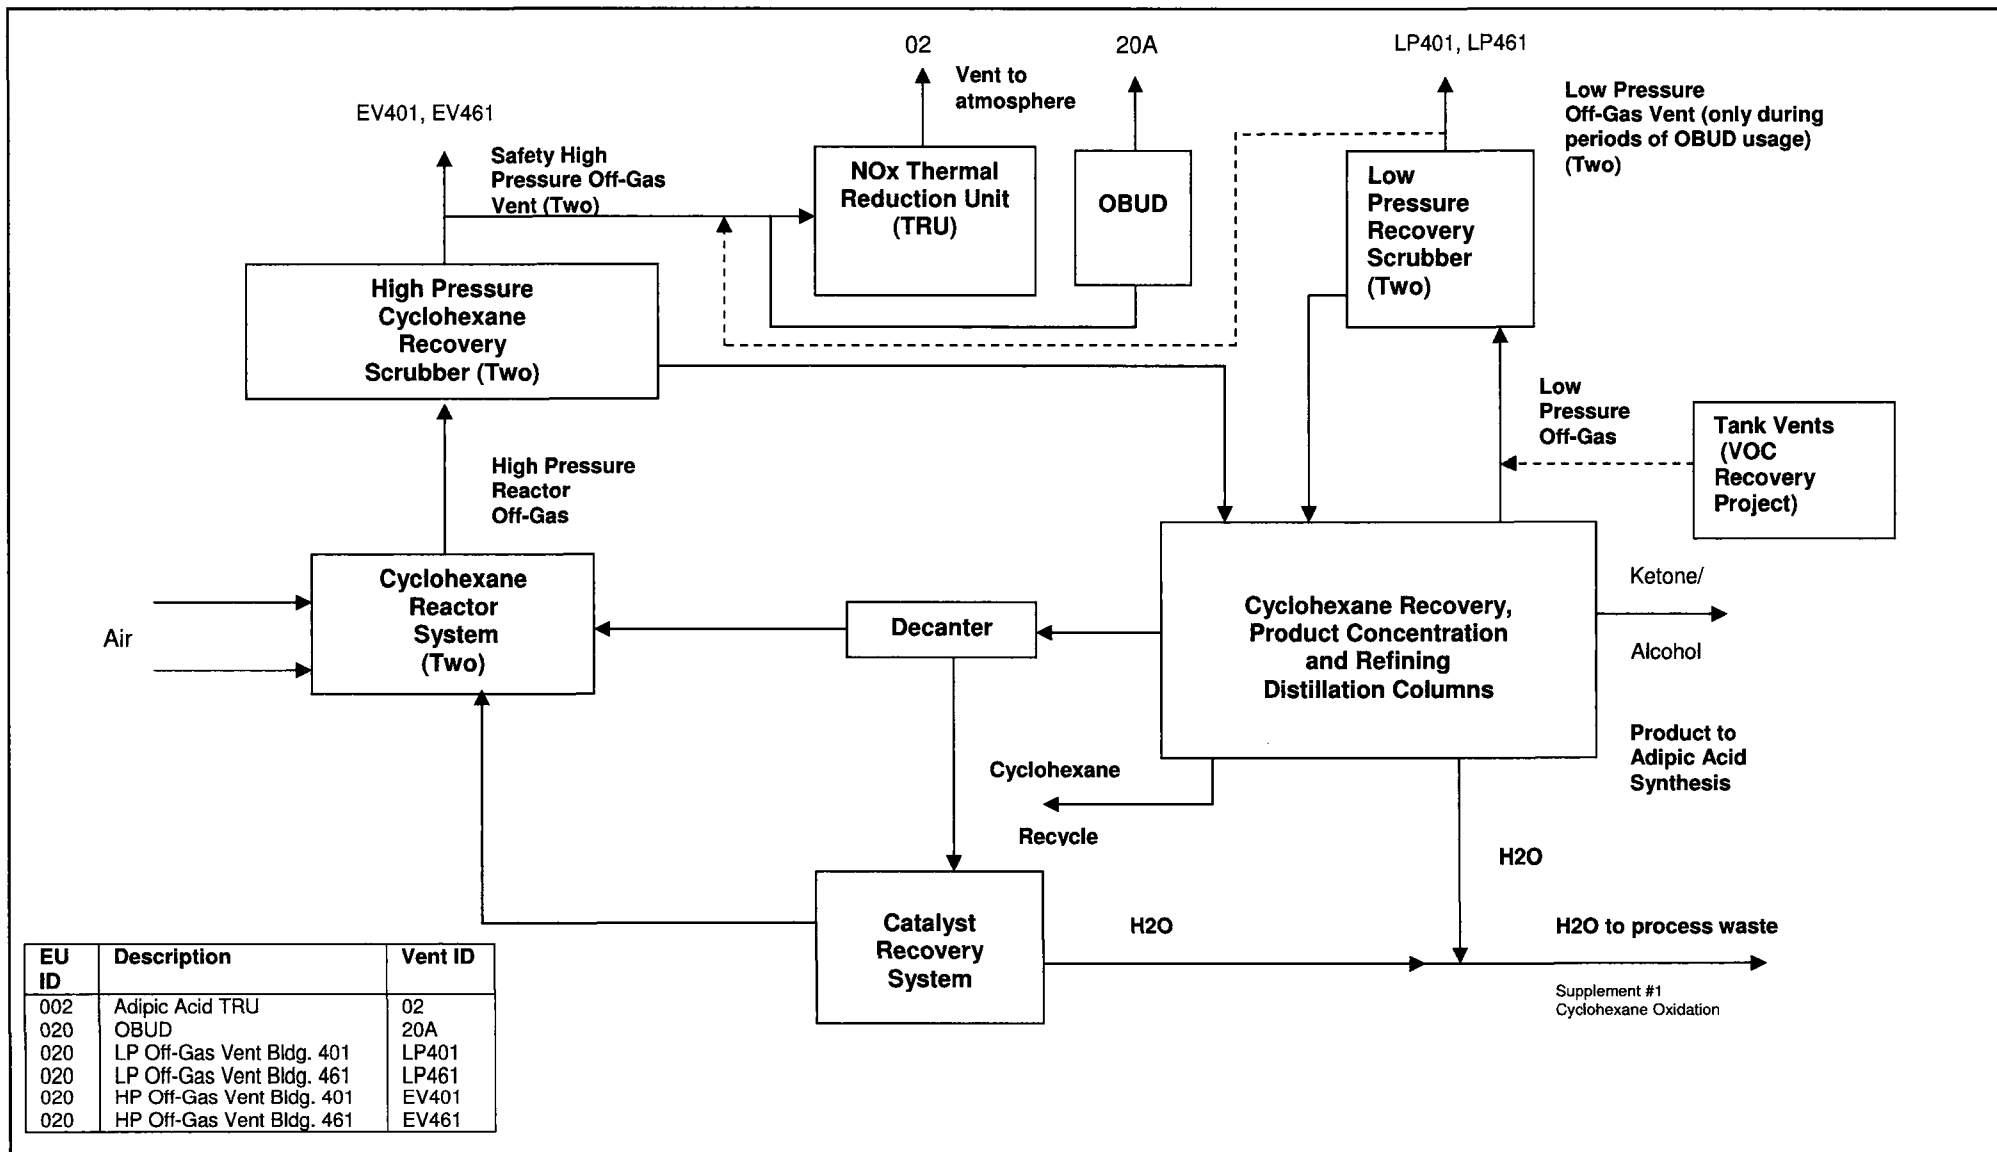 02
20A
LP401, LP461
Vent to
atmosphere
EV401, EV461
Safety High
Pressure Off-Gas
Vent (Two)
NOx Thermal
Reduction Unit
(TRU)
OBUD
Low
Pressure
Recovery
Scrubber
(Two)
Low Pressure
Off-Gas Vent (only during
periods of OBUD usage)
(Two)
High Pressure
Cyclohexane
Recovery
Scrubber (Two)
Low
Pressure
Off-Gas
Tank Vents
(VOC
Recovery
Project)
High Pressure
Reactor
Off-Gas
Air
Cyclohexane
Reactor
System
(Two)
Decanter
Cyclohexane Recovery,
Product Concentration
and Refining
Distillation Columns
Ketone/
Alcohol
Product to
Adipic Acid
Synthesis
Cyclohexane
Recycle
H2O
Catalyst
Recovery
System
H2O
H2O to process waste
Supplement #1
Cyclohexane Oxidation
EU ID Description Vent ID
002 Adipic Acid TRU 02
020 OBUD 20A
020 LP Off-Gas Vent Bldg. 401 LP401
020 LP Off-Gas Vent Bldg. 461 LP461
020 HP Off-Gas Vent Bldg. 401 EV401
020 HP Off-Gas Vent Bldg. 461 EV461